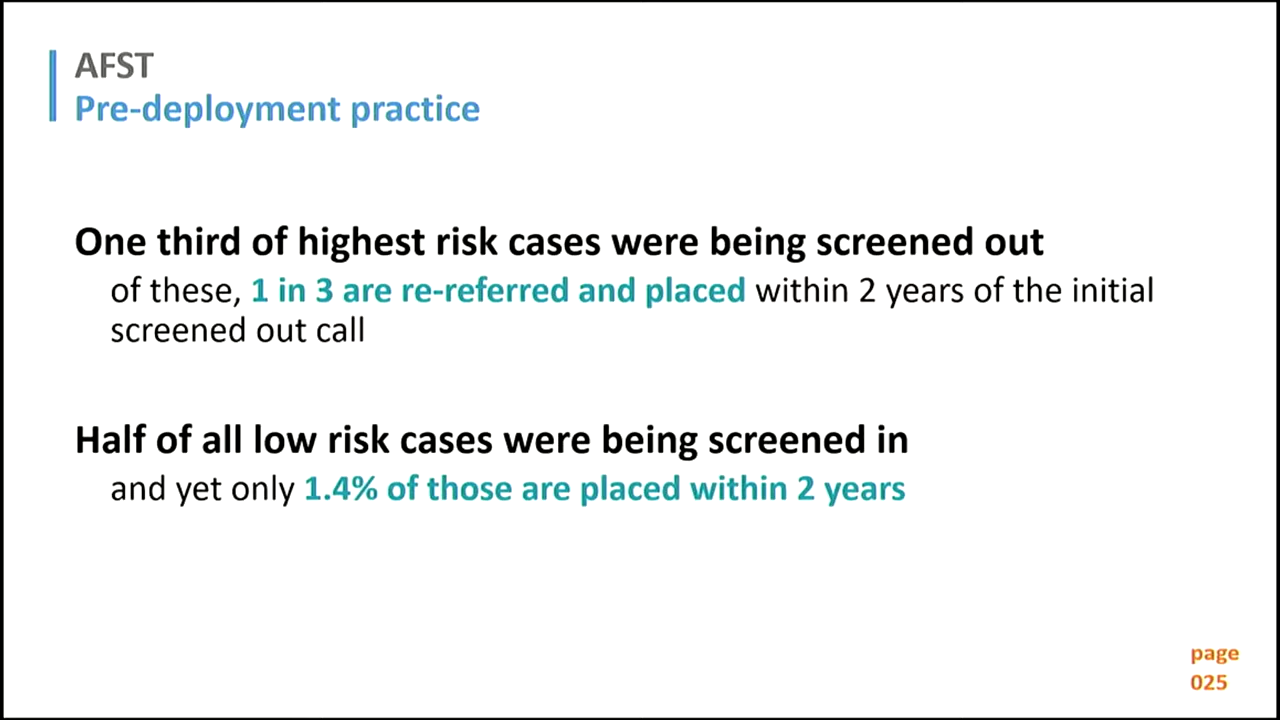 AFST
Pre-deployment practice
One third of highest risk cases were being screened out
of these, 1 in 3 are re-referred and placed within 2 years of the initial
screened out call
Half of all low risk cases were being screened in
and yet only 1.4% of those are placed within 2 years
page
025